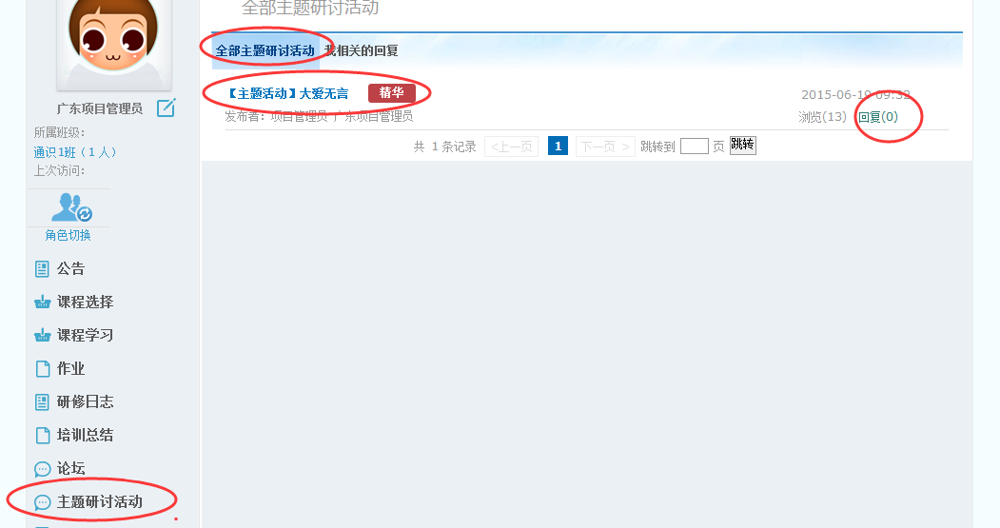 全部主题研讨活动
全部主题研讨活动 我相关的回复
【主题活动】大爱无言 精华
2015-06-19 09:32
发布者: 项目管理员 广东项目管理员
浏览(13) 回复(0)
共 1条记录 <上一页 1 下一页 > 跳转到 页 跳转
广东项目管理员
所属班级:
通识1班（1 人）
上次访问:
角色切换
公告
课程选择
课程学习
作业
研修日志
培训总结
论坛
主题研讨活动